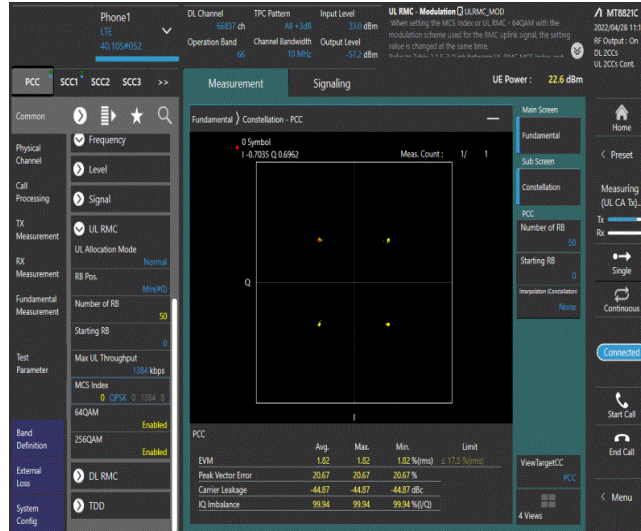 Phone1
LTE
40.105#052
DL Channel
66837 ch
TPC Pattern
All +3dB
Input Level
33.0 dBm
Operation Band
66
Channel Bandwidth
10 MHz
Output Level
-57.2 dBm
UL RMC - Modulation ULRMC_MOD
When setting the MCS Index or UL RMC - 64QAM with the
modulation scheme used for the RMC uplink signal, the setting
value is changed at the same time.
MT8821C
2022/04/28 11:1
RF Output : On
DL 2CCs
UL 2CCs Cont.
PCC
SCC1
SCC2
SCC3
>>
Measurement
Signaling
UE Power : 22.6 dBm
Common
Physical
Channel
Call
Processing
TX
Measurement
RX
Measurement
Fundamental
Measurement
Test
Parameter
Band
Definition
External
Loss
System
Config
Frequency
Level
Signal
UL RMC
UL Allocation Mode
Normal
RB Pos.
Min(#0)
Number of RB
50
Starting RB
0
Max UL Throughput
1384 kbps
MCS Index
0 QPSK 0 1384 8
64QAM
Enabled
256QAM
Enabled
DL RMC
TDD
Fundamental 〉 Constellation - PCC
0 Symbol
I -0.7035 Q 0.6962
Meas. Count : 1/ 1
Q
I
PCC
Avg. Max. Min. Limit
EVM 1.82 1.82 1.82 %(rms) ≤ 17.5 %(rms)
Peak Vector Error 20.67 20.67 20.67 %
Carrier Leakage -44.87 -44.87 -44.87 dBc
IQ Imbalance 99.94 99.94 99.94 %(I/Q)
Main Screen
Fundamental
Sub Screen
Constellation
PCC
Number of RB
50
Starting RB
0
Interpolation (Constellation)
None
ViewTargetCC
PCC
4 Views
Home
< Preset
Measuring
(UL CA Tx)..
Tx
Rx
Single
Continuous
Connected
Start Call
End Call
< Menu